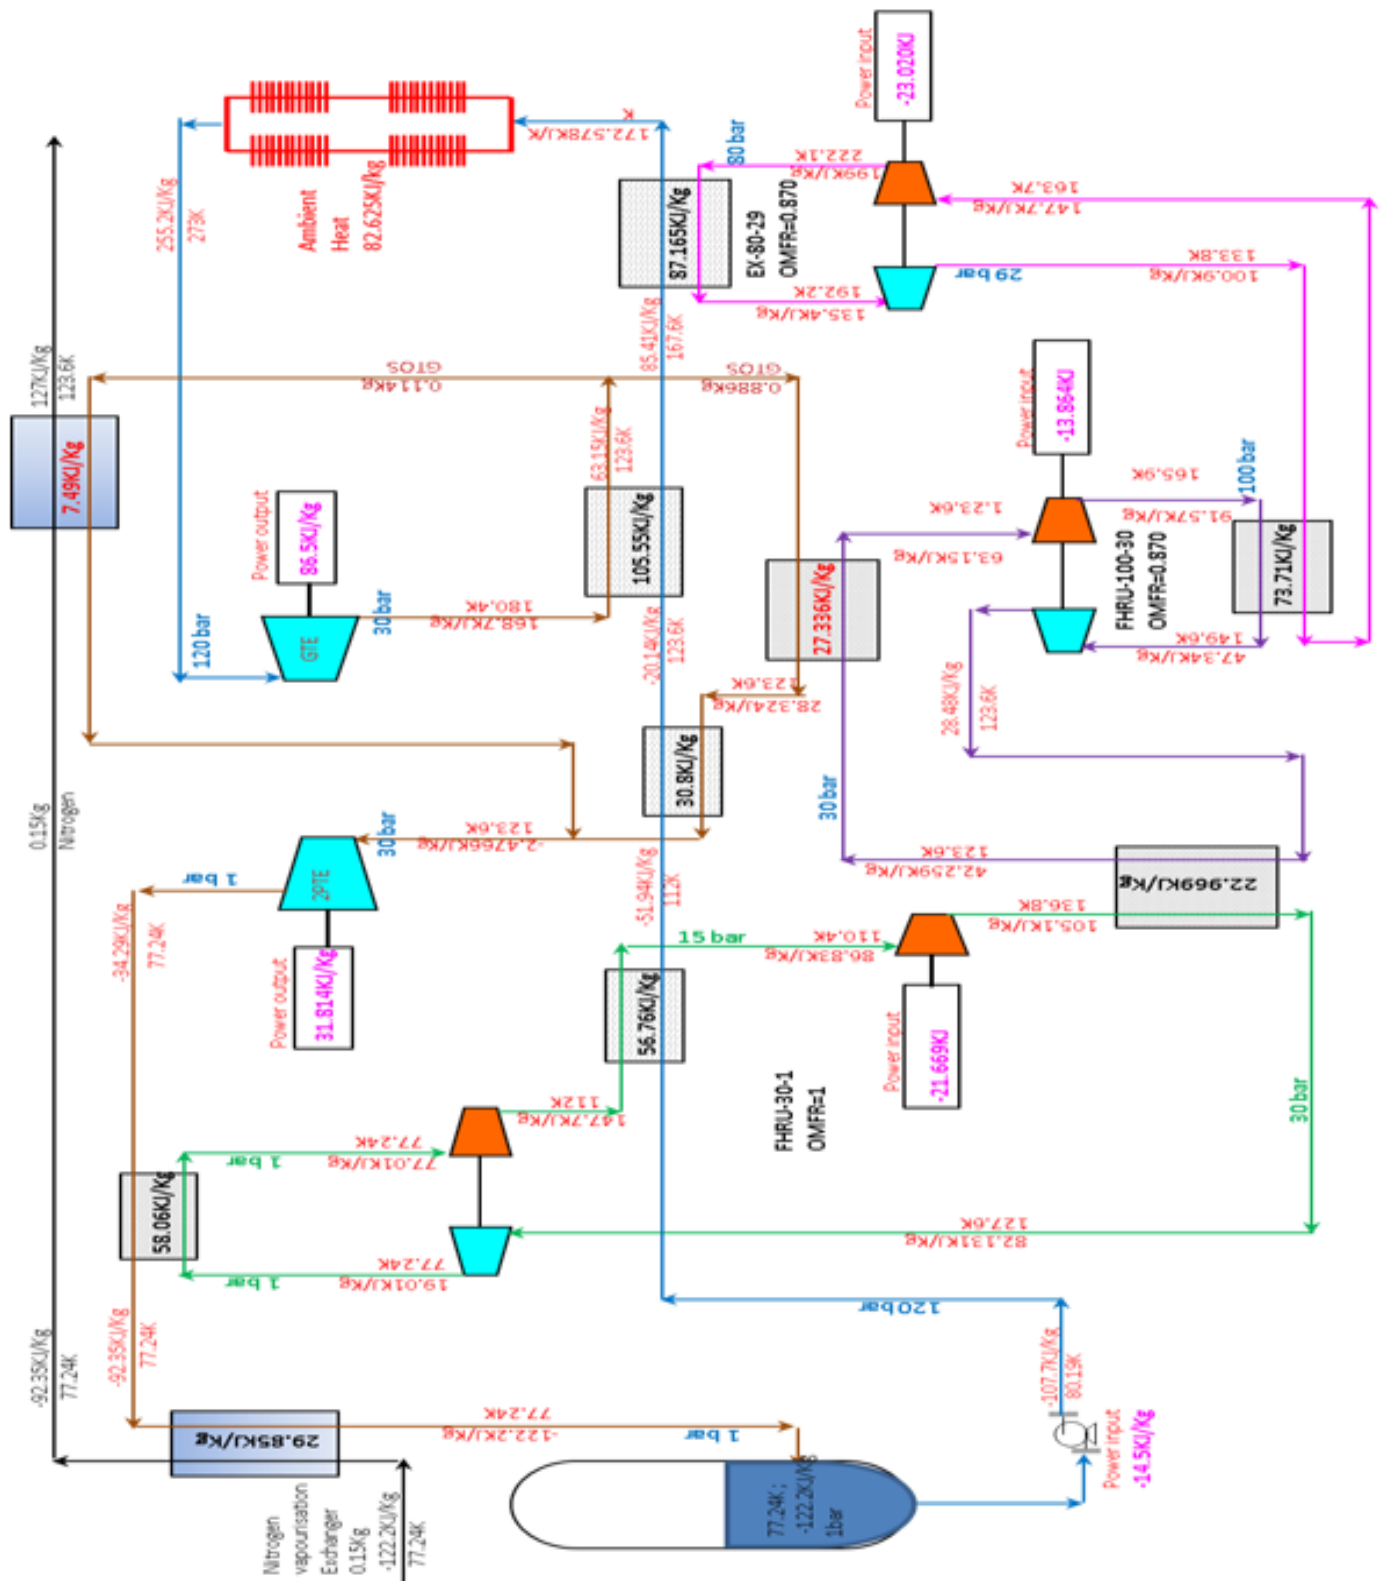 -23.020KJ
Power input
222.1K
199KJ/Kg
80 bar
163.7K
147.7KJ/Kg
133.8K
100.9KJ/Kg
29 bar
192.2K
135.4KJ/Kg
87.165KJ/Kg
EX-80-29
OMFR=0.870
K
172.578KJ/K
Ambient
Heat
82.625KJ/kg
255.2KJ/Kg
273K
127KJ/Kg
123.6K
7.49KJ/Kg
85.41KJ/Kg
167.6K
GTOS
0.114Kg
GTOS
0.886Kg
63.15KJ/Kg
123.6K
105.55KJ/Kg
Power output
86.5KJ/Kg
GTE
30 bar
120 bar
180.4K
168.7KJ/Kg
-20.14KJ/Kg
123.6K
27.336KJ/Kg
123.6K
28.324J/Kg
30.8KJ/Kg
Power input
-13.864KJ
1.23.6K
63.15KJ/Kg
165.9K
91.57KJ/Kg
100 bar
FHRU-100-30
OMFR=0.870
73.71KJ/Kg
149.6K
47.34KJ/Kg
28.48KJ/Kg
123.6K
30 bar
123.6K
42.259KJ/Kg
22.969KJ/Kg
0.15Kg
Nitrogen
2PTE
30 bar
123.6K
-2.4766KJ/Kg
1 bar
Power output
31.814KJ/Kg
-34.29KJ/Kg
77.24K
-51.94KJ/Kg
112K
15 bar
110.4K
86.83KJ/Kg
136.8K
105.1KJ/Kg
Power input
-21.669KJ
56.76KJ/Kg
FHRU-30-1
OMFR=1
30 bar
112K
147.7KJ/Kg
77.24K
77.01KJ/Kg
1 bar
58.06KJ/Kg
77.24K
19.01KJ/Kg
1 bar
127.6K
82.131KJ/Kg
120bar
-92.35KJ/Kg
77.24K
-92.35KJ/Kg
77.24K
29.85KJ/Kg
77.24K
-122.2KJ/Kg
1 bar
Nitrogen
vapourisation
Exchanger
0.15Kg
-122.2KJ/Kg
77.24K
77.24K;
-122.2KJ/Kg
1bar
-107.7KJ/Kg
80.19K
Power input
-14.5KJ/Kg